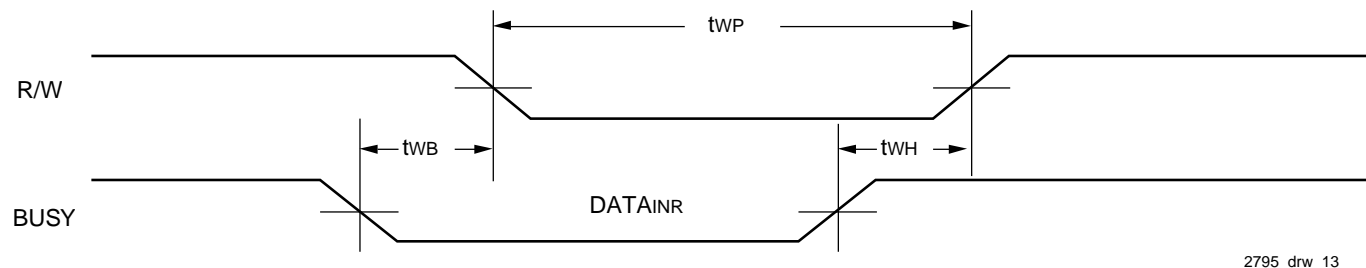 tWP
R/W
tWB
tWH
BUSY
DATAINR
2795 drw 13